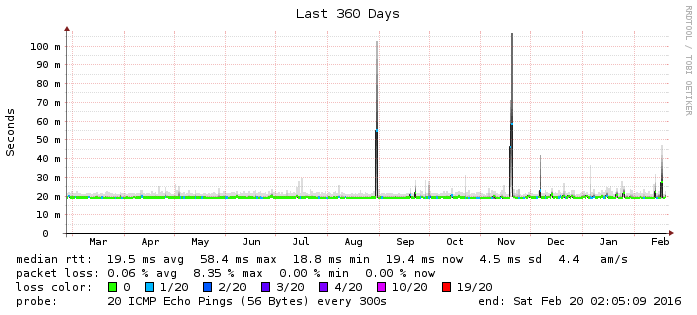 Last 360 Days
RRDTOOL / TOBI OETIKER
Seconds
100 m
90 m
80 m
70 m
60 m
50 m
40 m
30 m
20 m
10 m
0
Mar Apr May Jun Jul Aug Sep Oct Nov Dec Jan Feb
median rtt: 19.5 ms avg 58.4 ms max 18.8 ms min 19.4 ms now 4.5 ms sd 4.4 am/s
packet loss: 0.06 % avg 8.35 % max 0.00 % min 0.00 % now
loss color: 0 1/20 2/20 3/20 4/20 10/20 19/20
probe: 20 ICMP Echo Pings (56 Bytes) every 300s end: Sat Feb 20 02:05:09 2016